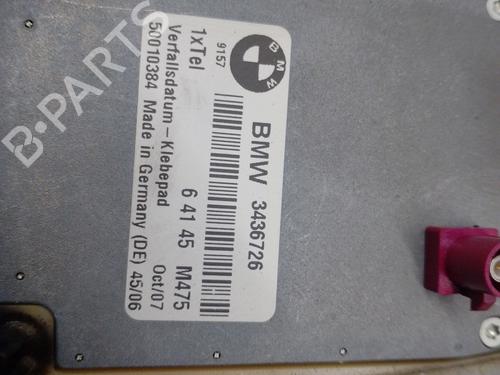 BMW
9157
BMW 3436726
1xTel 6 41 45 M475
Verfallsdatum – Klebepad Oct/07
50010384 Made in Germany (DE) 45/06
B-PARTS